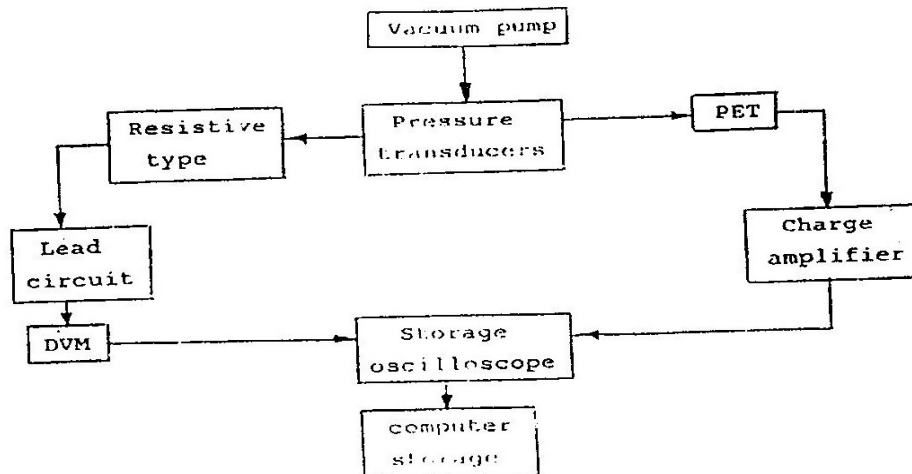 Vacuum pump
Resistive
type
Pressure
transducers
PET
Lead
circuit
Charge
amplifier
DVM
Storage
oscilloscope
computer
storage